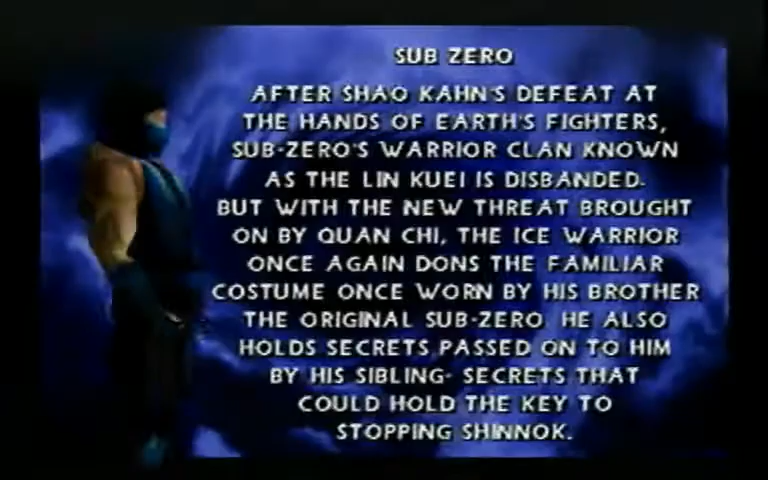 SUB ZERO
AFTER SHAO KAHN'S DEFEAT AT
THE HANDS OF EARTH'S FIGHTERS,
SUB-ZERO'S WARRIOR CLAN KNOWN
AS THE LIN KUEI IS DISBANDED.
BUT WITH THE NEW THREAT BROUGHT
ON BY QUAN CHI, THE ICE WARRIOR
ONCE AGAIN DONS THE FAMILIAR
COSTUME ONCE WORN BY HIS BROTHER
THE ORIGINAL SUB-ZERO. HE ALSO
HOLDS SECRETS PASSED ON TO HIM
BY HIS SIBLING- SECRETS THAT
COULD HOLD THE KEY TO
STOPPING SHINNOK.